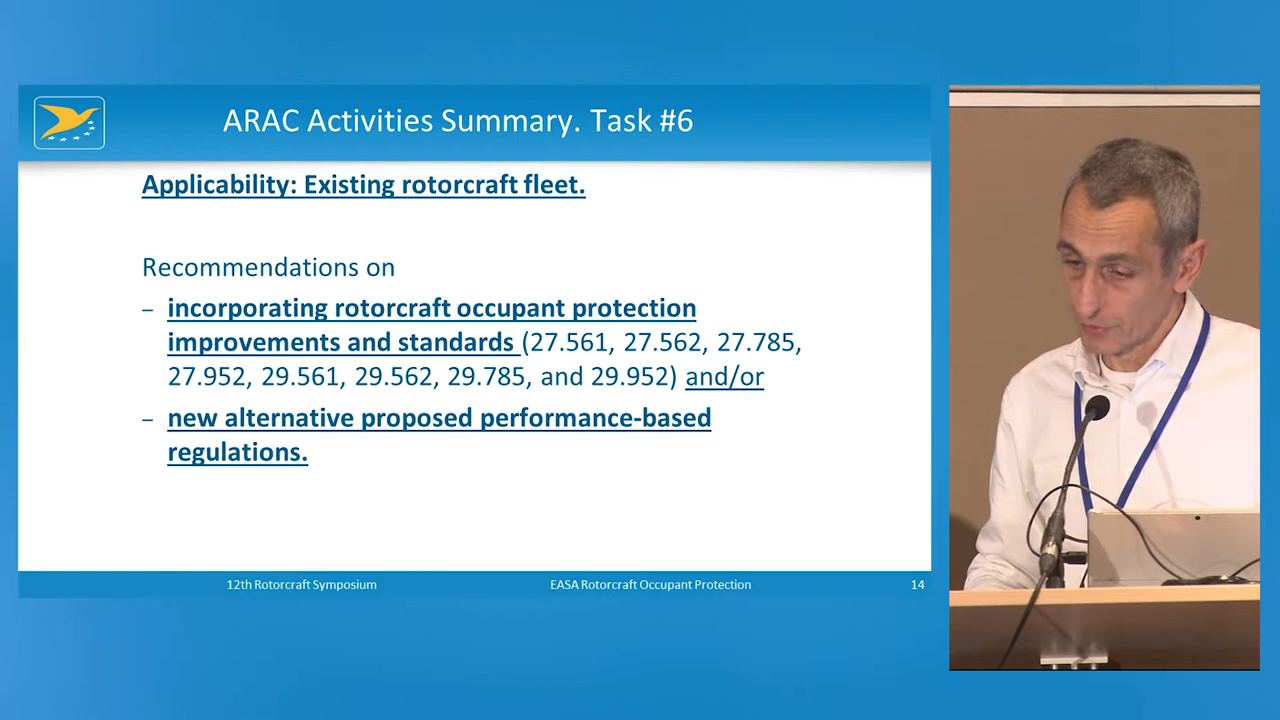 ARAC Activities Summary. Task #6
Applicability: Existing rotorcraft fleet.
Recommendations on
– incorporating rotorcraft occupant protection
improvements and standards (27.561, 27.562, 27.785,
27.952, 29.561, 29.562, 29.785, and 29.952) and/or
– new alternative proposed performance-based
regulations.
12th Rotorcraft Symposium
EASA Rotorcraft Occupant Protection
14